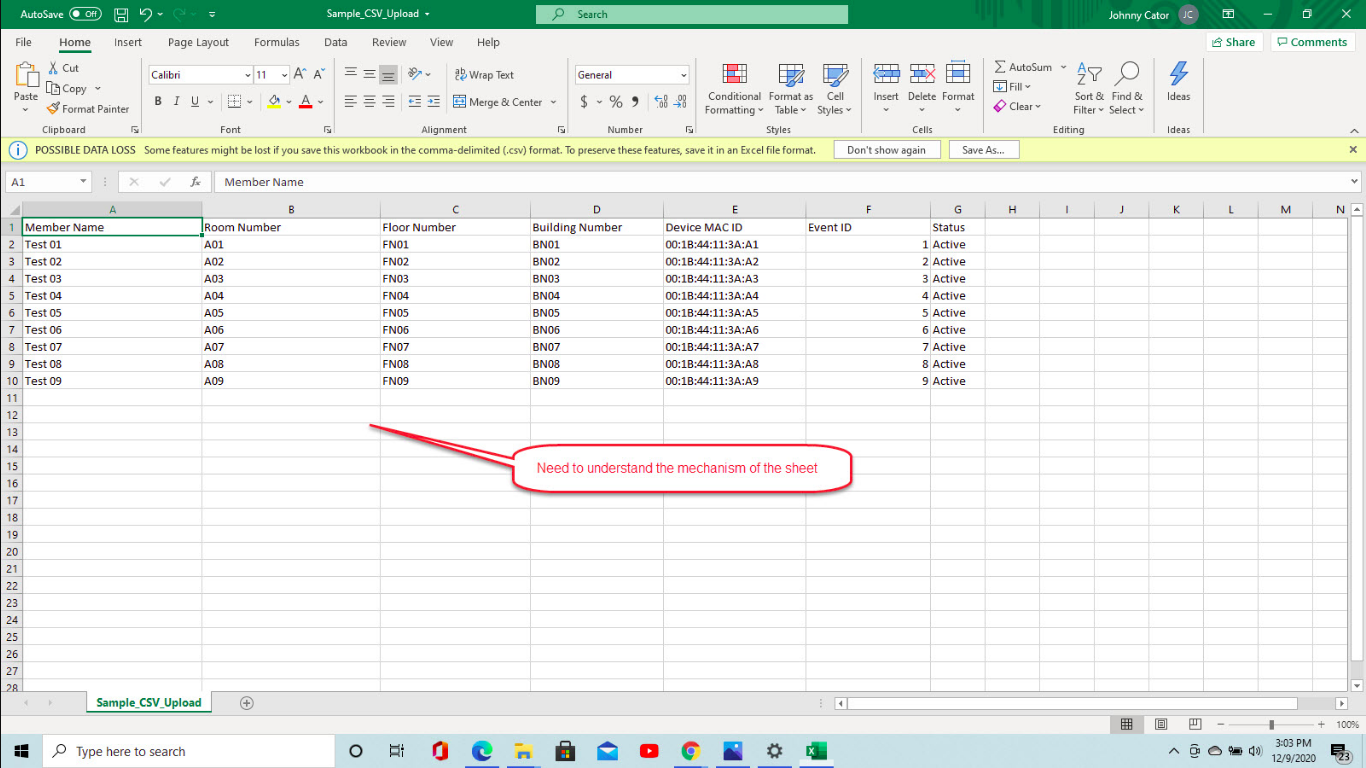 AutoSave Off Sample_CSV_Upload Search Johnny Cator JC
File Home Insert Page Layout Formulas Data Review View Help Share Comments
Paste Cut Copy Format Painter
Calibri 11 A A B I U A
Wrap Text Merge & Center
General $ % 9
Conditional Formatting Format as Table Cell Styles
Insert Delete Format
AutoSum Fill Clear Sort & Filter Find & Select
Ideas
Clipboard Font Alignment Number Styles Cells Editing Ideas
POSSIBLE DATA LOSS Some features might be lost if you save this workbook in the comma-delimited (.csv) format. To preserve these features, save it in an Excel file format. Don't show again Save As...
A1 fx Member Name
A B C D E F G H I J K L M N
1 Member Name Room Number Floor Number Building Number Device MAC ID Event ID Status
2 Test 01 A01 FN01 BN01 00:1B:44:11:3A:A1 1 Active
3 Test 02 A02 FN02 BN02 00:1B:44:11:3A:A2 2 Active
4 Test 03 A03 FN03 BN03 00:1B:44:11:3A:A3 3 Active
5 Test 04 A04 FN04 BN04 00:1B:44:11:3A:A4 4 Active
6 Test 05 A05 FN05 BN05 00:1B:44:11:3A:A5 5 Active
7 Test 06 A06 FN06 BN06 00:1B:44:11:3A:A6 6 Active
8 Test 07 A07 FN07 BN07 00:1B:44:11:3A:A7 7 Active
9 Test 08 A08 FN08 BN08 00:1B:44:11:3A:A8 8 Active
10 Test 09 A09 FN09 BN09 00:1B:44:11:3A:A9 9 Active
11
12
13
14
15 Need to understand the mechanism of the sheet
16
17
18
19
20
21
22
23
24
25
26
27
28
Sample_CSV_Upload
100%
Type here to search
3:03 PM
12/9/2020
23